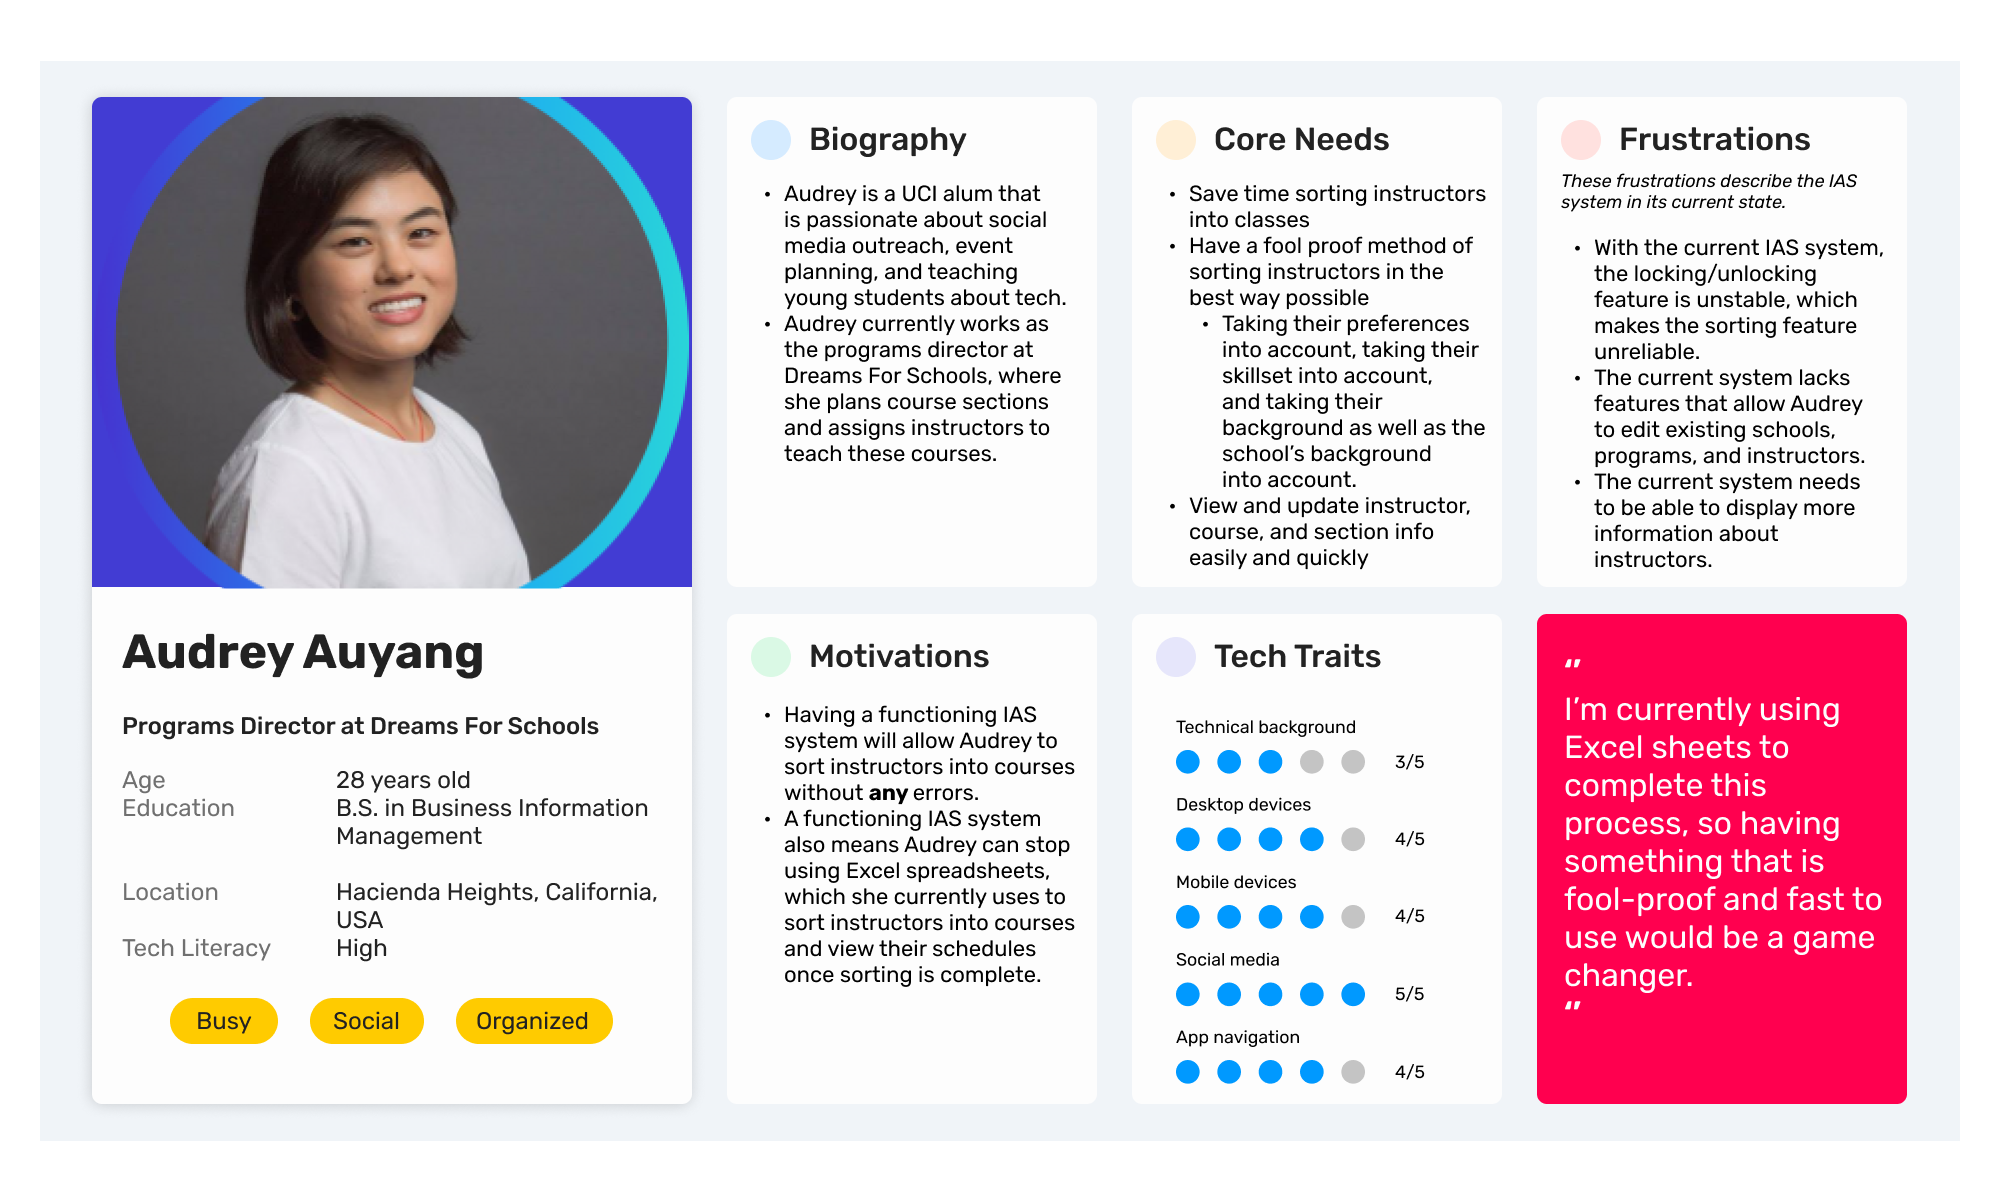 Audrey Auyang
Programs Director at Dreams For Schools
Age 28 years old
Education B.S. in Business Information
Management
Location Hacienda Heights, California,
USA
Tech Literacy High
Busy Social Organized
Biography
• Audrey is a UCI alum that
is passionate about social
media outreach, event
planning, and teaching
young students about tech.
• Audrey currently works as
the programs director at
Dreams For Schools, where
she plans course sections
and assigns instructors to
teach these courses.
Core Needs
• Save time sorting instructors
into classes
• Have a fool proof method of
sorting instructors in the
best way possible
• Taking their preferences
into account, taking their
skillset into account,
and taking their
background as well as the
school’s background
into account.
• View and update instructor,
course, and section info
easily and quickly
Frustrations
These frustrations describe the IAS
system in its current state.
• With the current IAS system,
the locking/unlocking
feature is unstable, which
makes the sorting feature
unreliable.
• The current system lacks
features that allow Audrey
to edit existing schools,
programs, and instructors.
• The current system needs
to be able to display more
information about
instructors.
Motivations
• Having a functioning IAS
system will allow Audrey to
sort instructors into courses
without any errors.
• A functioning IAS system
also means Audrey can stop
using Excel spreadsheets,
which she currently uses to
sort instructors into courses
and view their schedules
once sorting is complete.
Tech Traits
Technical background
3/5
Desktop devices
4/5
Mobile devices
4/5
Social media
5/5
App navigation
4/5
“
I’m currently using
Excel sheets to
complete this
process, so having
something that is
fool-proof and fast to
use would be a game
changer.
“